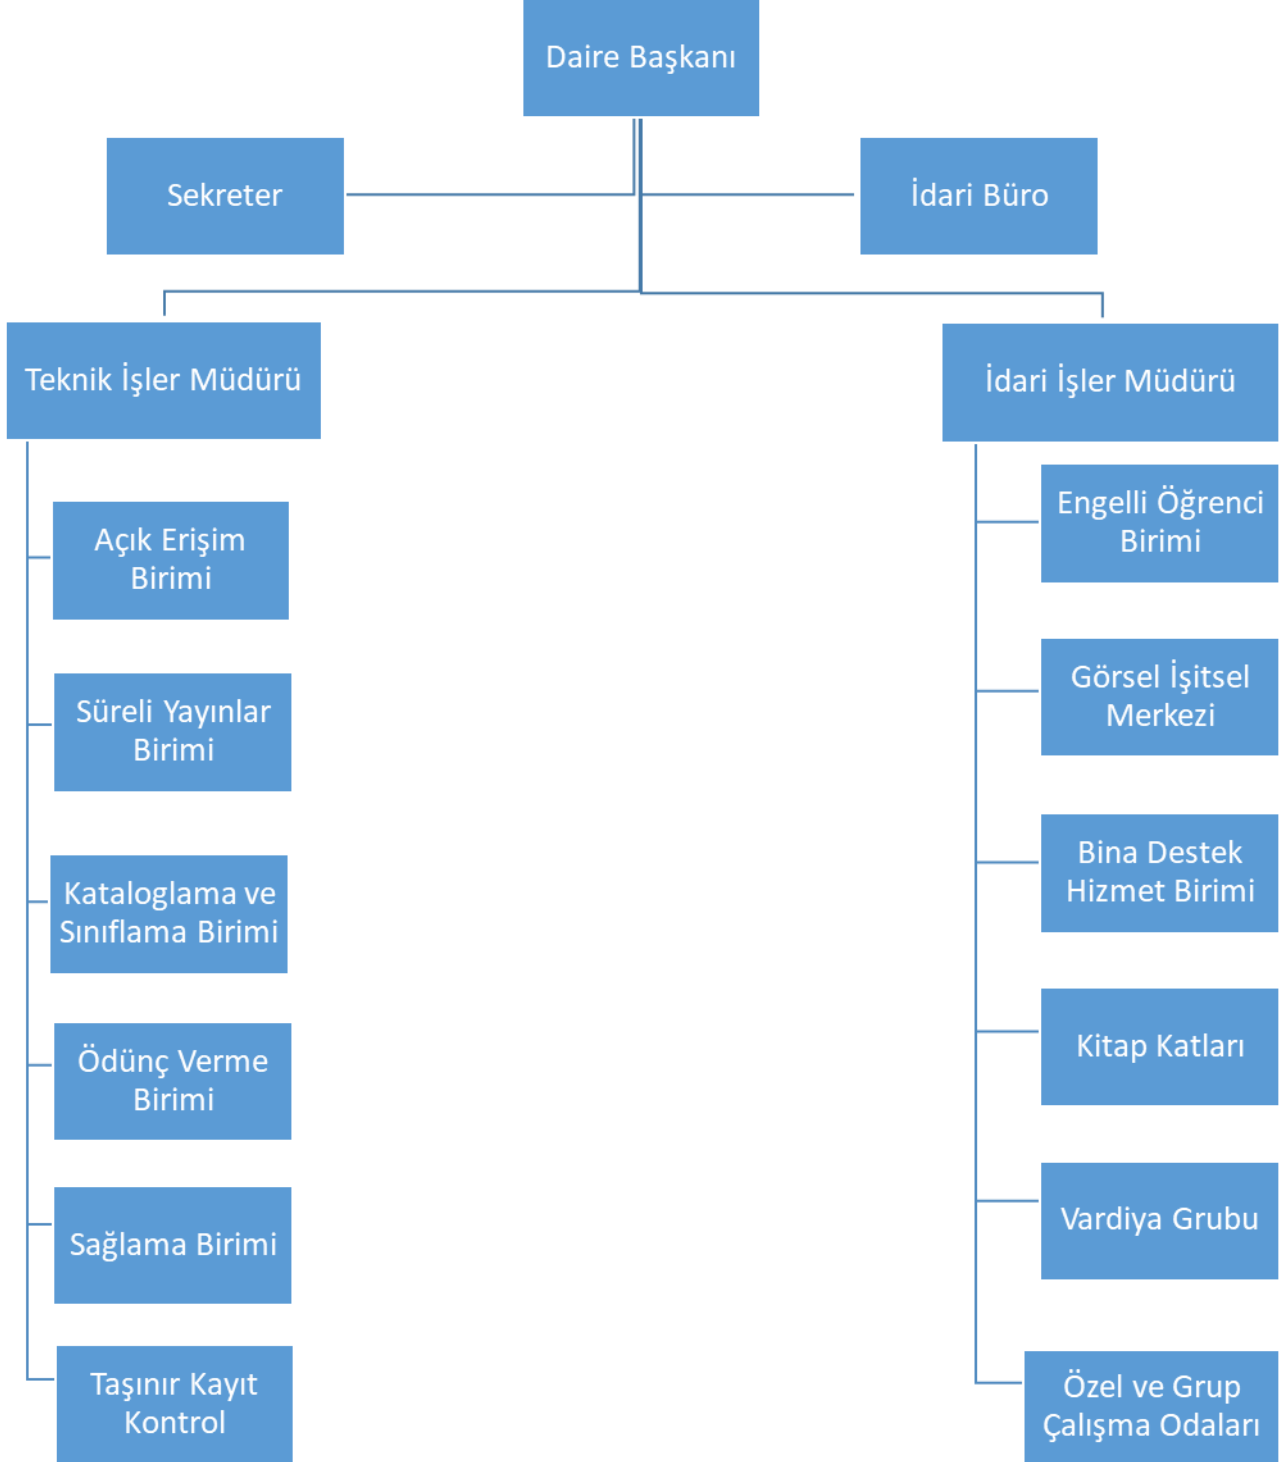 Daire Başkanı
Sekreter
İdari Büro
Teknik İşler Müdürü
İdari İşler Müdürü
Açık Erişim
Birimi
Süreli Yayınlar
Birimi
Kataloglama ve
Sınıflama Birimi
Ödünç Verme
Birimi
Sağlama Birimi
Taşınır Kayıt
Kontrol
Engelli Öğrenci
Birimi
Görsel İşitsel
Merkezi
Bina Destek
Hizmet Birimi
Kitap Katları
Vardiya Grubu
Özel ve Grup
Çalışma Odaları